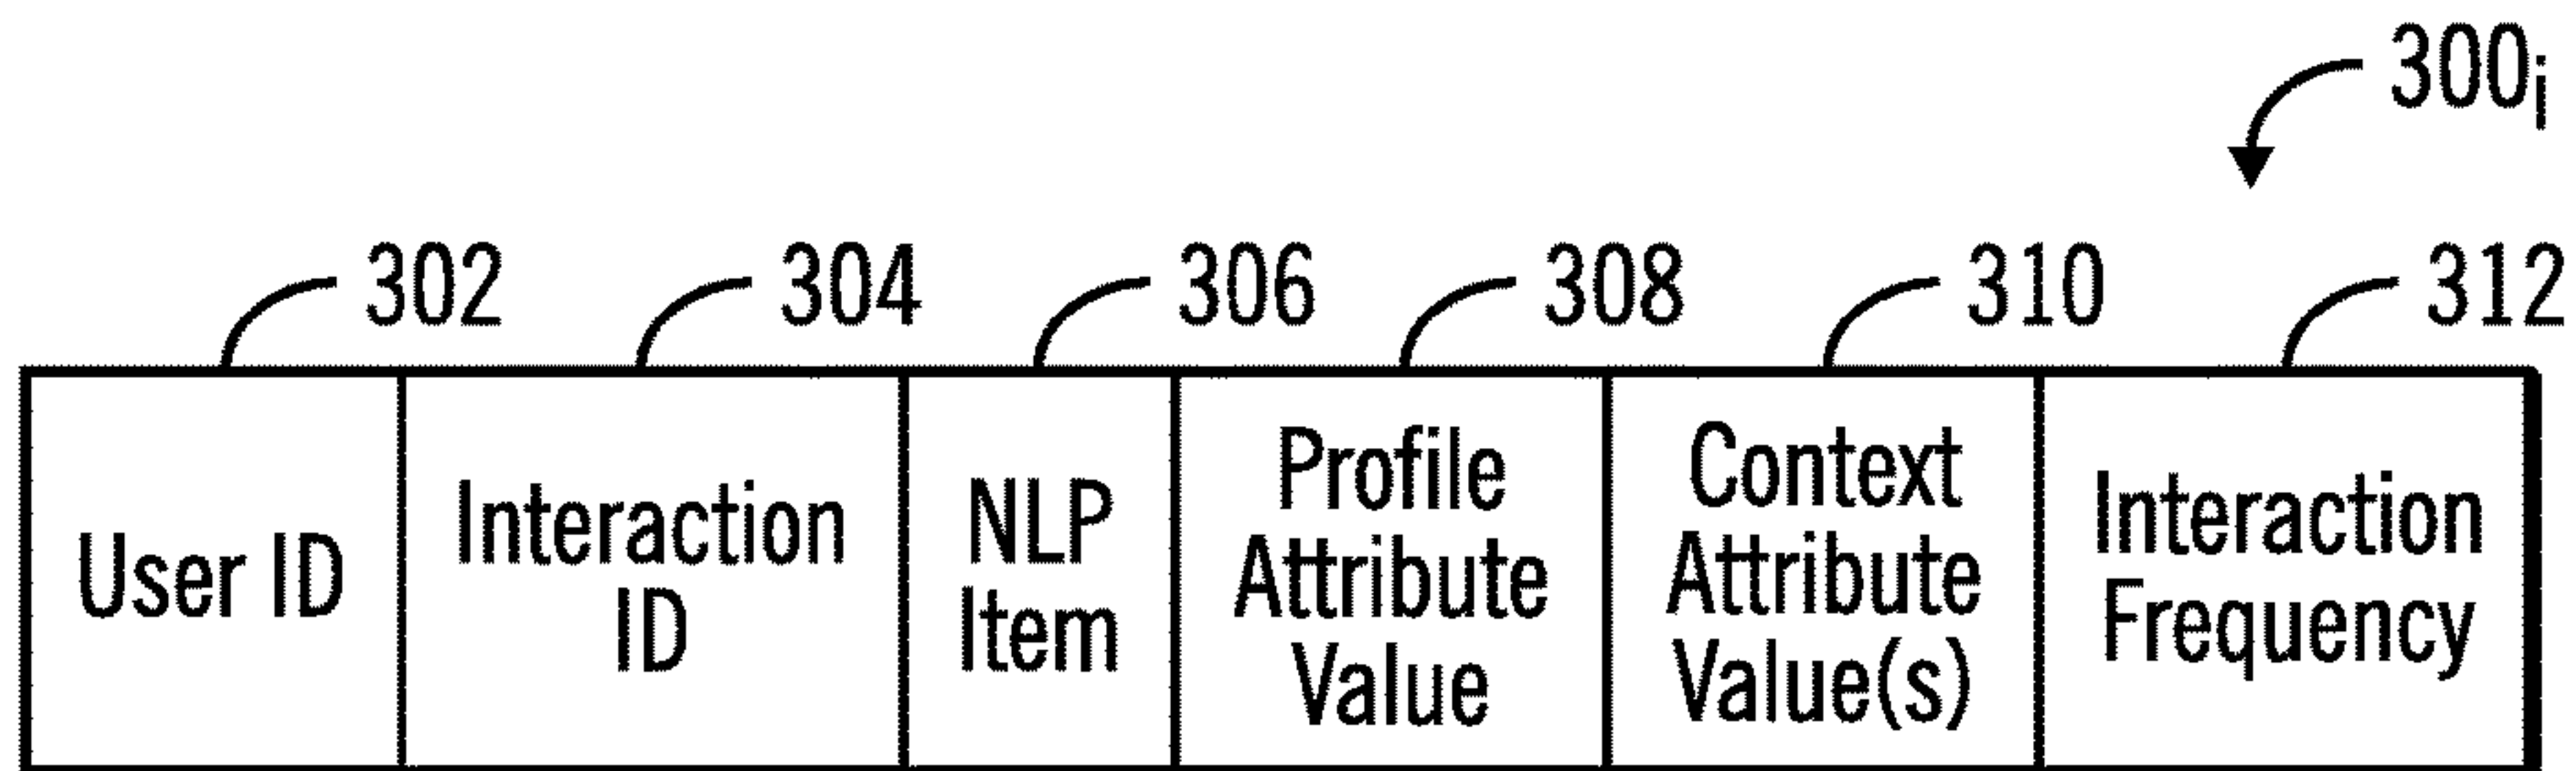 300i
302 304 306 308 310 312
User ID
Interaction
ID
NLP
Item
Profile
Attribute
Value
Context
Attribute
Value(s)
Interaction
Frequency